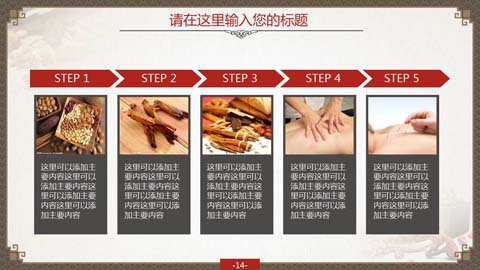 请在这里输入您的标题
STEP 1
STEP 2
STEP 3
STEP 4
STEP 5
这里可以添加主
要内容这里可以
添加主要内容这
里可以添加主要
内容这里可以添
加主要内容
这里可以添加主
要内容这里可以
添加主要内容这
里可以添加主要
内容这里可以添
加主要内容
这里可以添加主
要内容这里可以
添加主要内容这
里可以添加主要
内容这里可以添
加主要内容
这里可以添加主
要内容这里可以
添加主要内容这
里可以添加主要
内容这里可以添
加主要内容
这里可以添加主
要内容这里可以
添加主要内容这
里可以添加主要
内容这里可以添
加主要内容
-14-